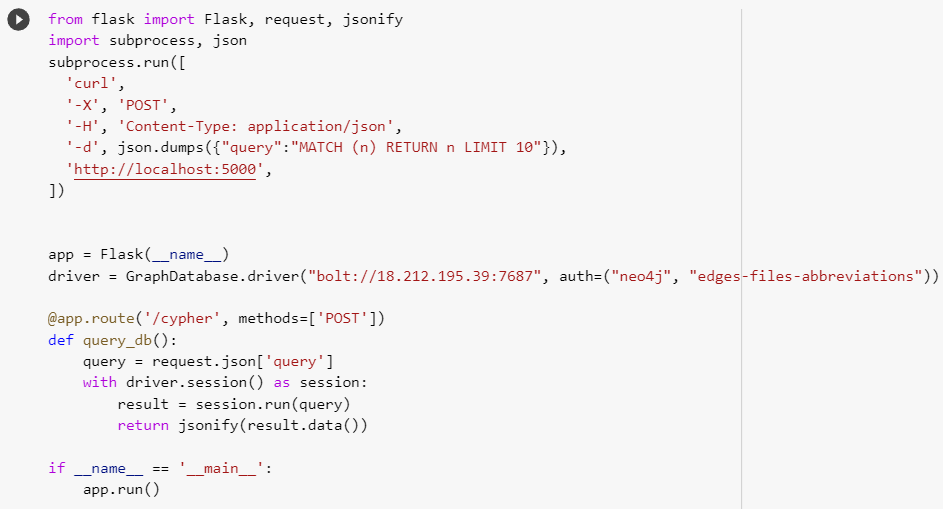 from flask import Flask, request, jsonify
import subprocess, json
subprocess.run([
  'curl',
  '-X', 'POST',
  '-H', 'Content-Type: application/json',
  '-d', json.dumps({"query":"MATCH (n) RETURN n LIMIT 10"}),
  'http://localhost:5000',
])
app = Flask(__name__)
driver = GraphDatabase.driver("bolt://18.212.195.39:7687", auth=("neo4j", "edges-files-abbreviations"))
@app.route('/cypher', methods=['POST'])
def query_db():
    query = request.json['query']
    with driver.session() as session:
        result = session.run(query)
        return jsonify(result.data())
if __name__ == '__main__':
    app.run()